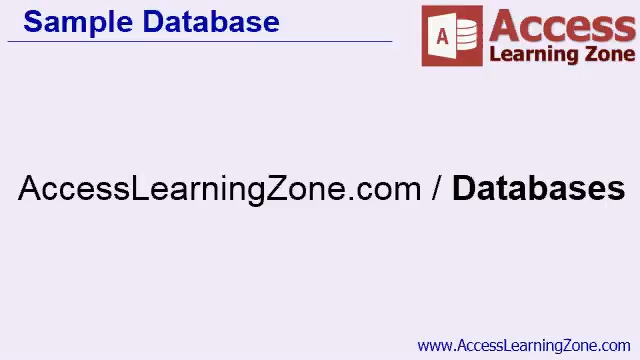 Sample Database
A
Access
Learning Zone
AccessLearningZone.com / Databases
www.AccessLearningZone.com